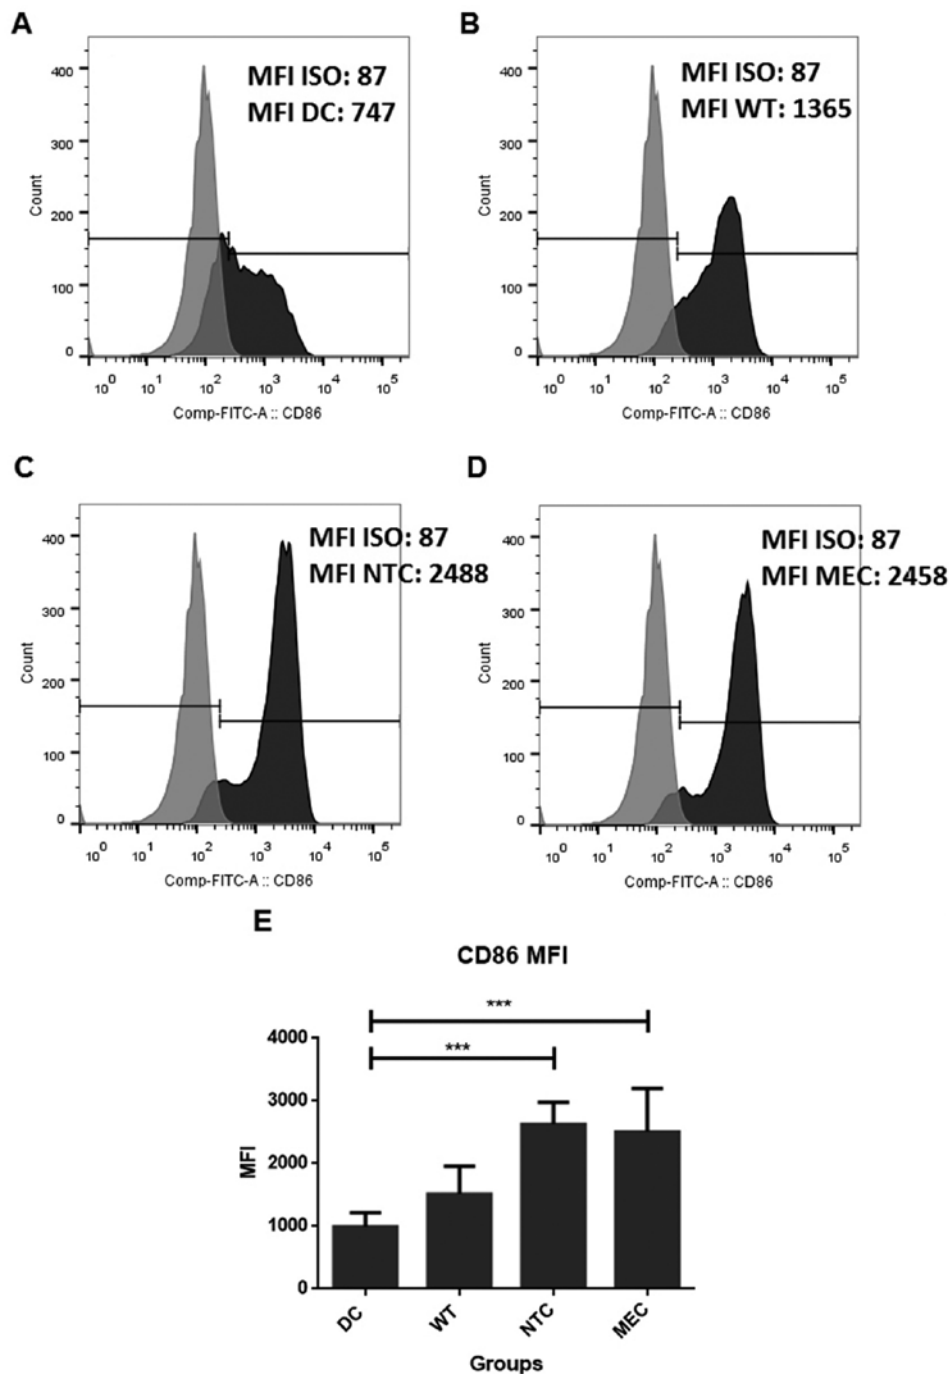 A
MFI ISO: 87
MFI DC: 747
400
300
200
100
0
Count
10^0 10^1 10^2 10^3 10^4 10^5
Comp-FITC-A :: CD86
B
MFI ISO: 87
MFI WT: 1365
400
300
200
100
0
Count
10^0 10^1 10^2 10^3 10^4 10^5
Comp-FITC-A :: CD86
C
MFI ISO: 87
MFI NTC: 2488
400
300
200
100
0
Count
10^0 10^1 10^2 10^3 10^4 10^5
Comp-FITC-A :: CD86
D
MFI ISO: 87
MFI MEC: 2458
400
300
200
100
0
Count
10^0 10^1 10^2 10^3 10^4 10^5
Comp-FITC-A :: CD86
E
CD86 MFI
***
***
4000
3000
2000
1000
0
MFI
DC WT NTC MEC
Groups